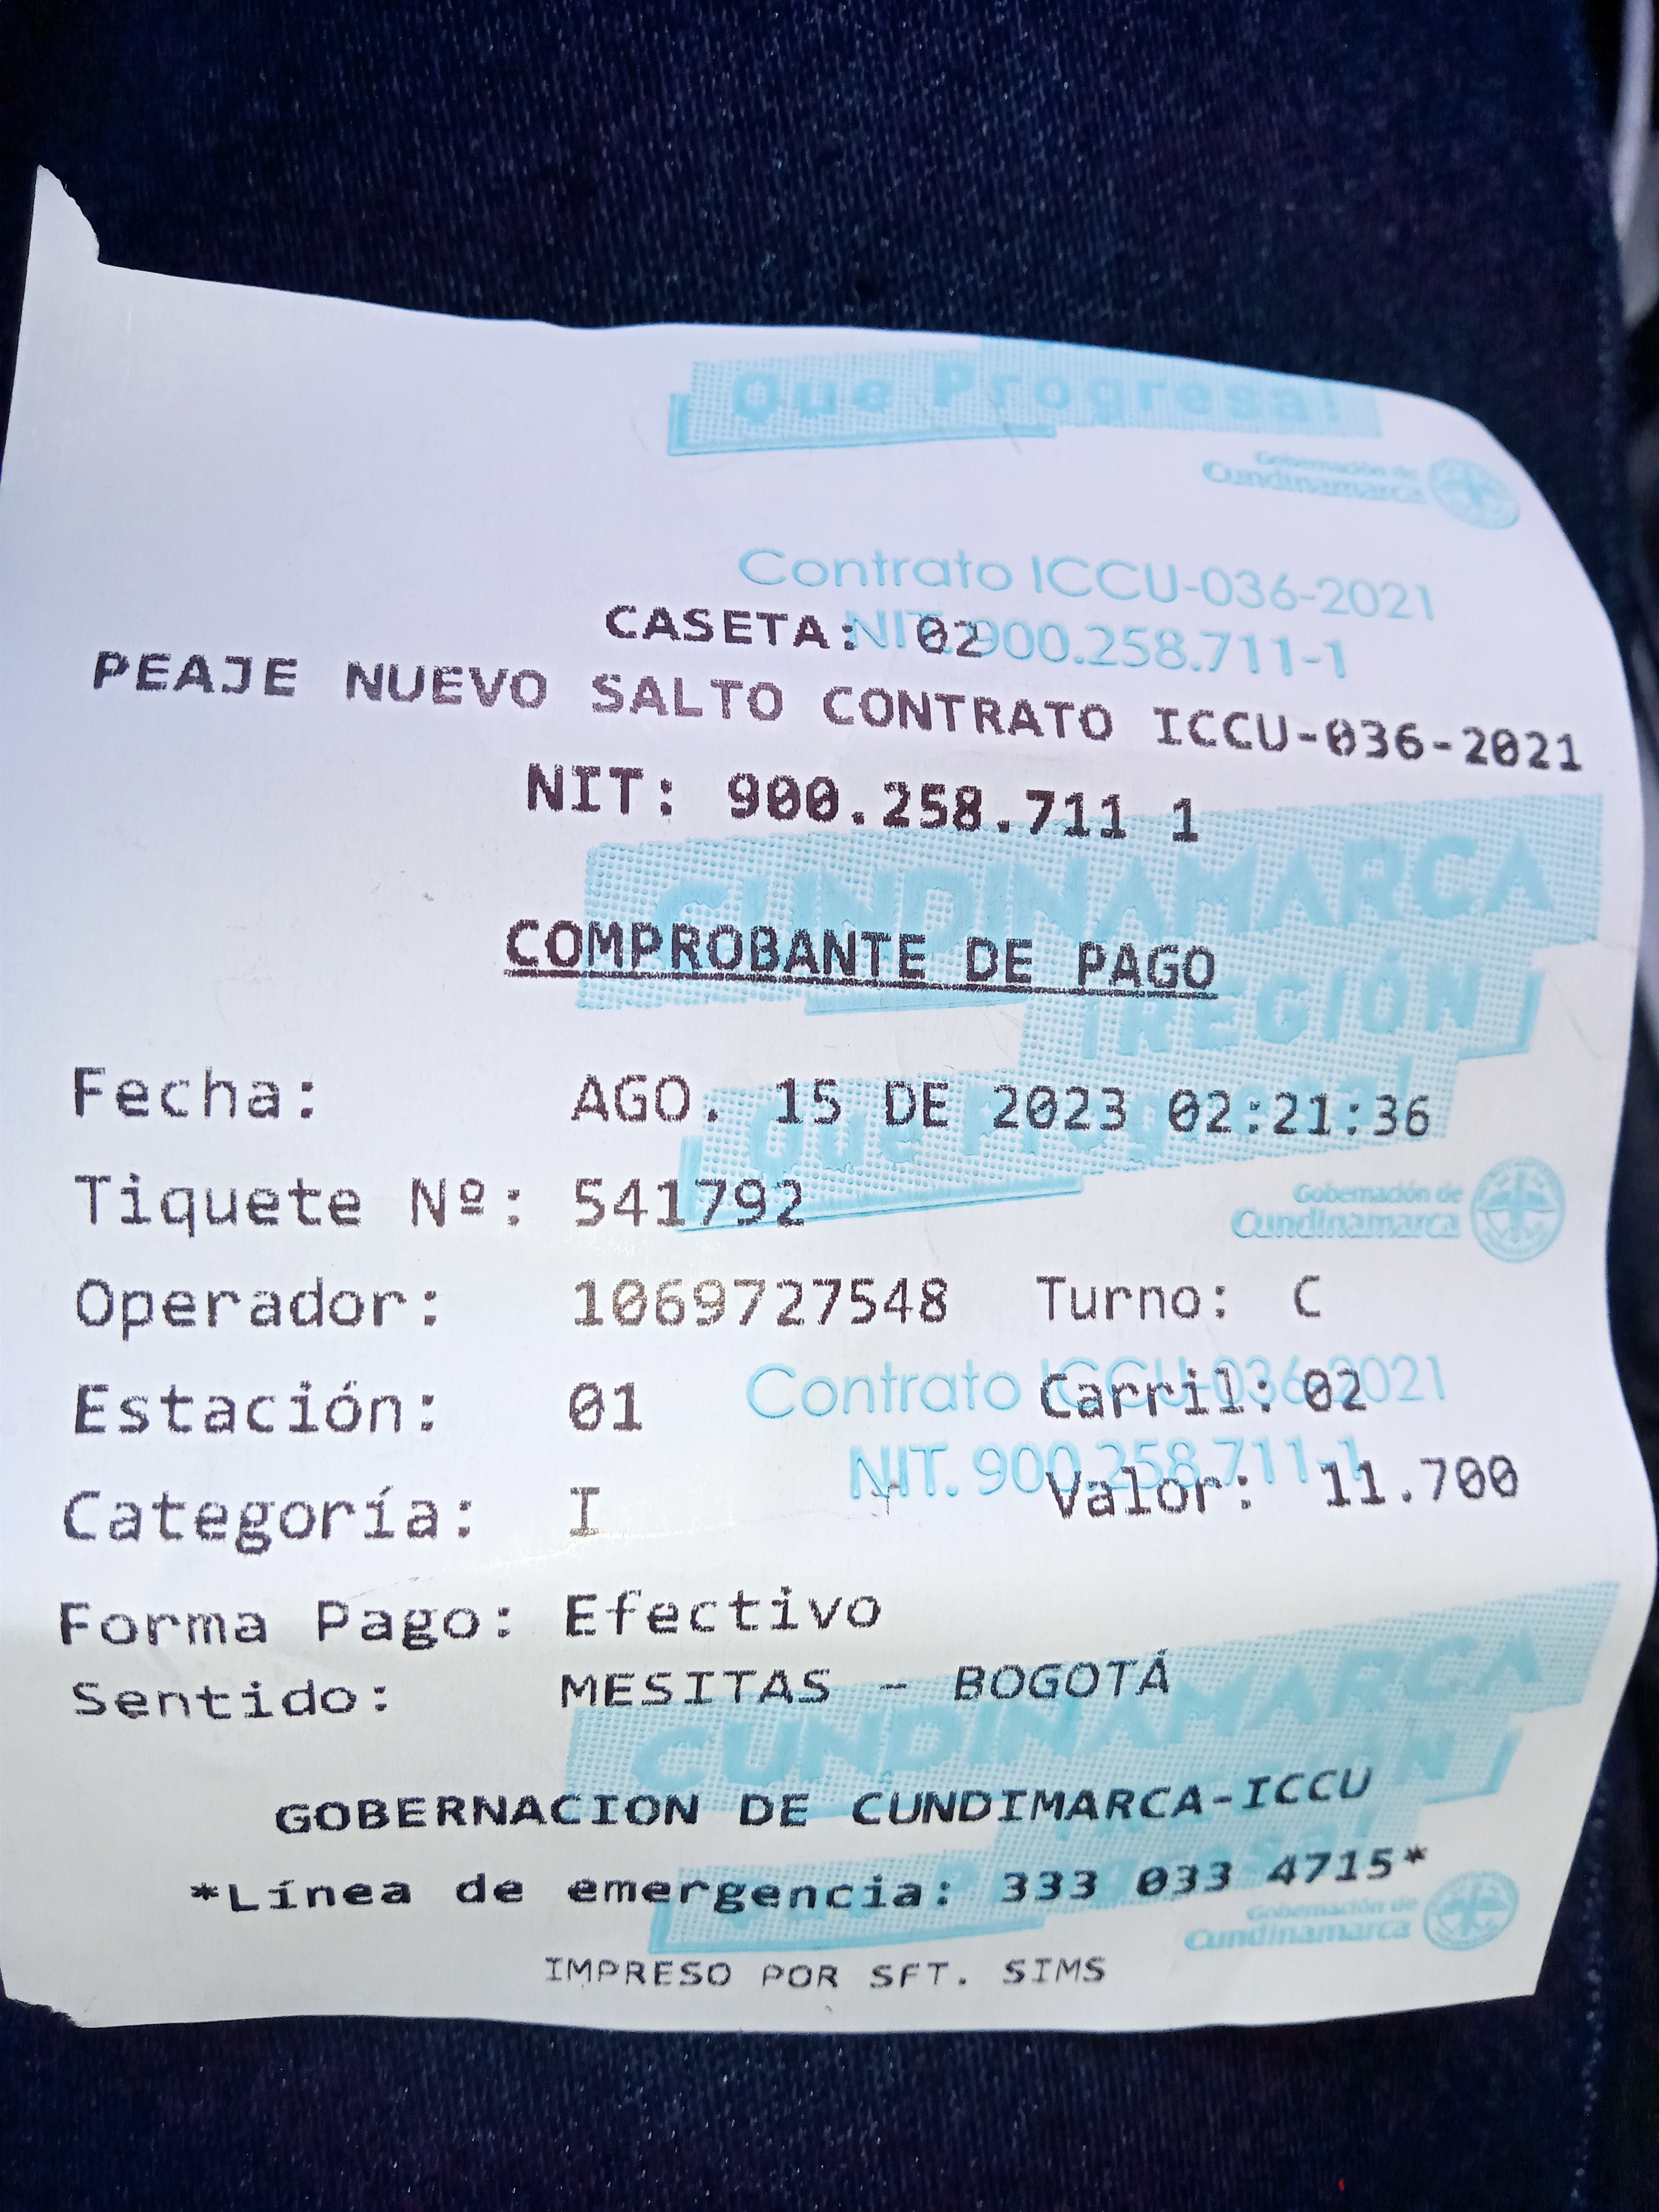 Que Progresa!
Gobernación de
Cundinamarca
Contrato ICCU-036-2021
NIT. 900.258.711-1
CASETA: 02
PEAJE NUEVO SALTO CONTRATO ICCU-036-2021
NIT: 900.258.711 1
CUNDINAMARCA
COMPROBANTE DE PAGO
¡REGIÓN
Fecha: AGO. 15 DE 2023 02:21:36
Que Progresa!
Tiquete Nº: 541792
Gobernación de
Cundinamarca
Operador: 1069727548 Turno: C
Contrato ICCU-036-2021
Estación: 01 Carril: 02
NIT. 900.258.711-1
Categoría: I Valor: 11.700
Forma Pago: Efectivo
Sentido: MESITAS - BOGOTÁ
CUNDINAMARCA
GOBERNACION DE CUNDIMARCA-ICCU
*Línea de emergencia: 333 033 4715*
Gobernación de
Cundinamarca
IMPRESO POR SFT. SIMS